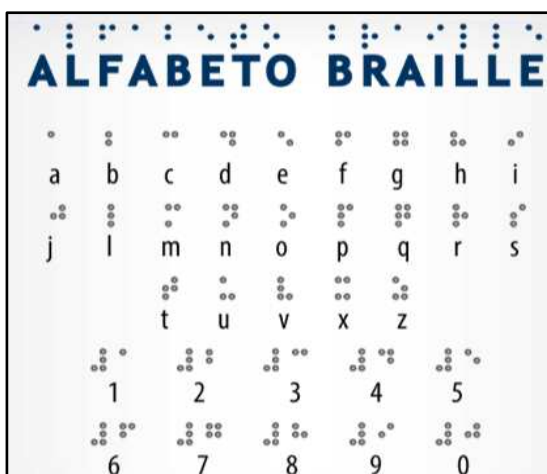 ⠁⠇⠋⠁⠃⠑⠞⠕ ⠃⠗⠁⠊⠇⠇⠑
ALFABETO BRAILLE
⠁ ⠃ ⠉ ⠙ ⠑ ⠋ ⠛ ⠓ ⠊
a b c d e f g h i
⠚ ⠇ ⠍ ⠝ ⠕ ⠏ ⠟ ⠗ ⠎
j l m n o p q r s
⠞ ⠥ ⠧ ⠭ ⠵
t u v x z
⠼⠁ ⠼⠃ ⠼⠉ ⠼⠙ ⠼⠑
1 2 3 4 5
⠼⠋ ⠼⠛ ⠼⠓ ⠼⠊ ⠼⠚
6 7 8 9 0